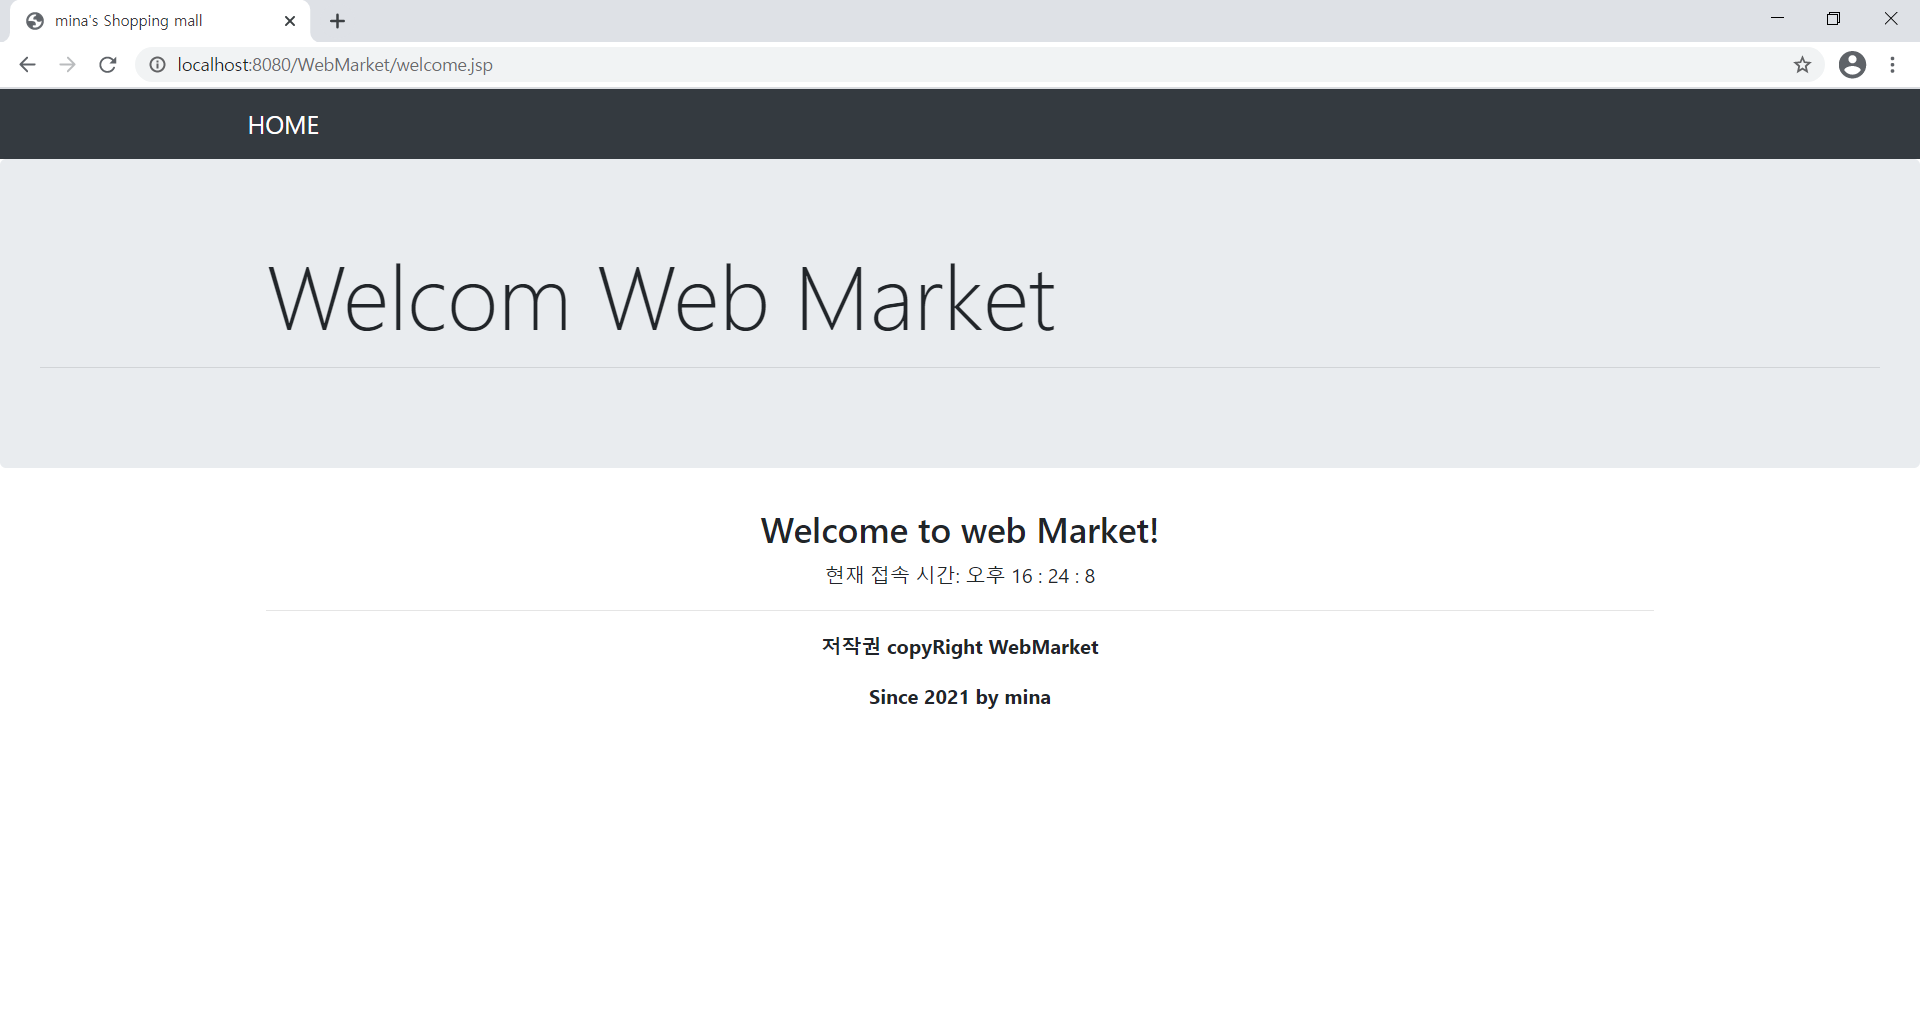 mina's Shopping mall
localhost:8080/WebMarket/welcome.jsp
HOME
Welcom Web Market
Welcome to web Market!
현재 접속 시간: 오후 16 : 24 : 8
저작권 copyRight WebMarket
Since 2021 by mina